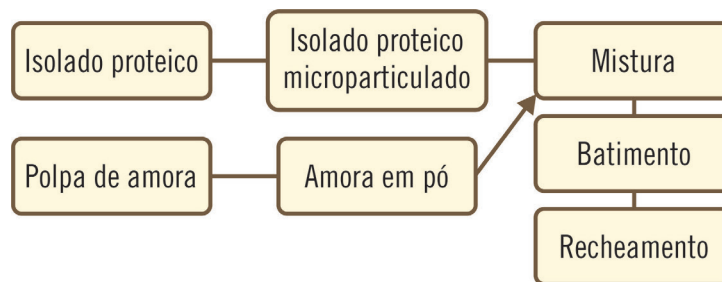 Isolado proteico
Isolado proteico
microparticulado
Mistura
Polpa de amora
Amora em pó
Batimento
Recheamento